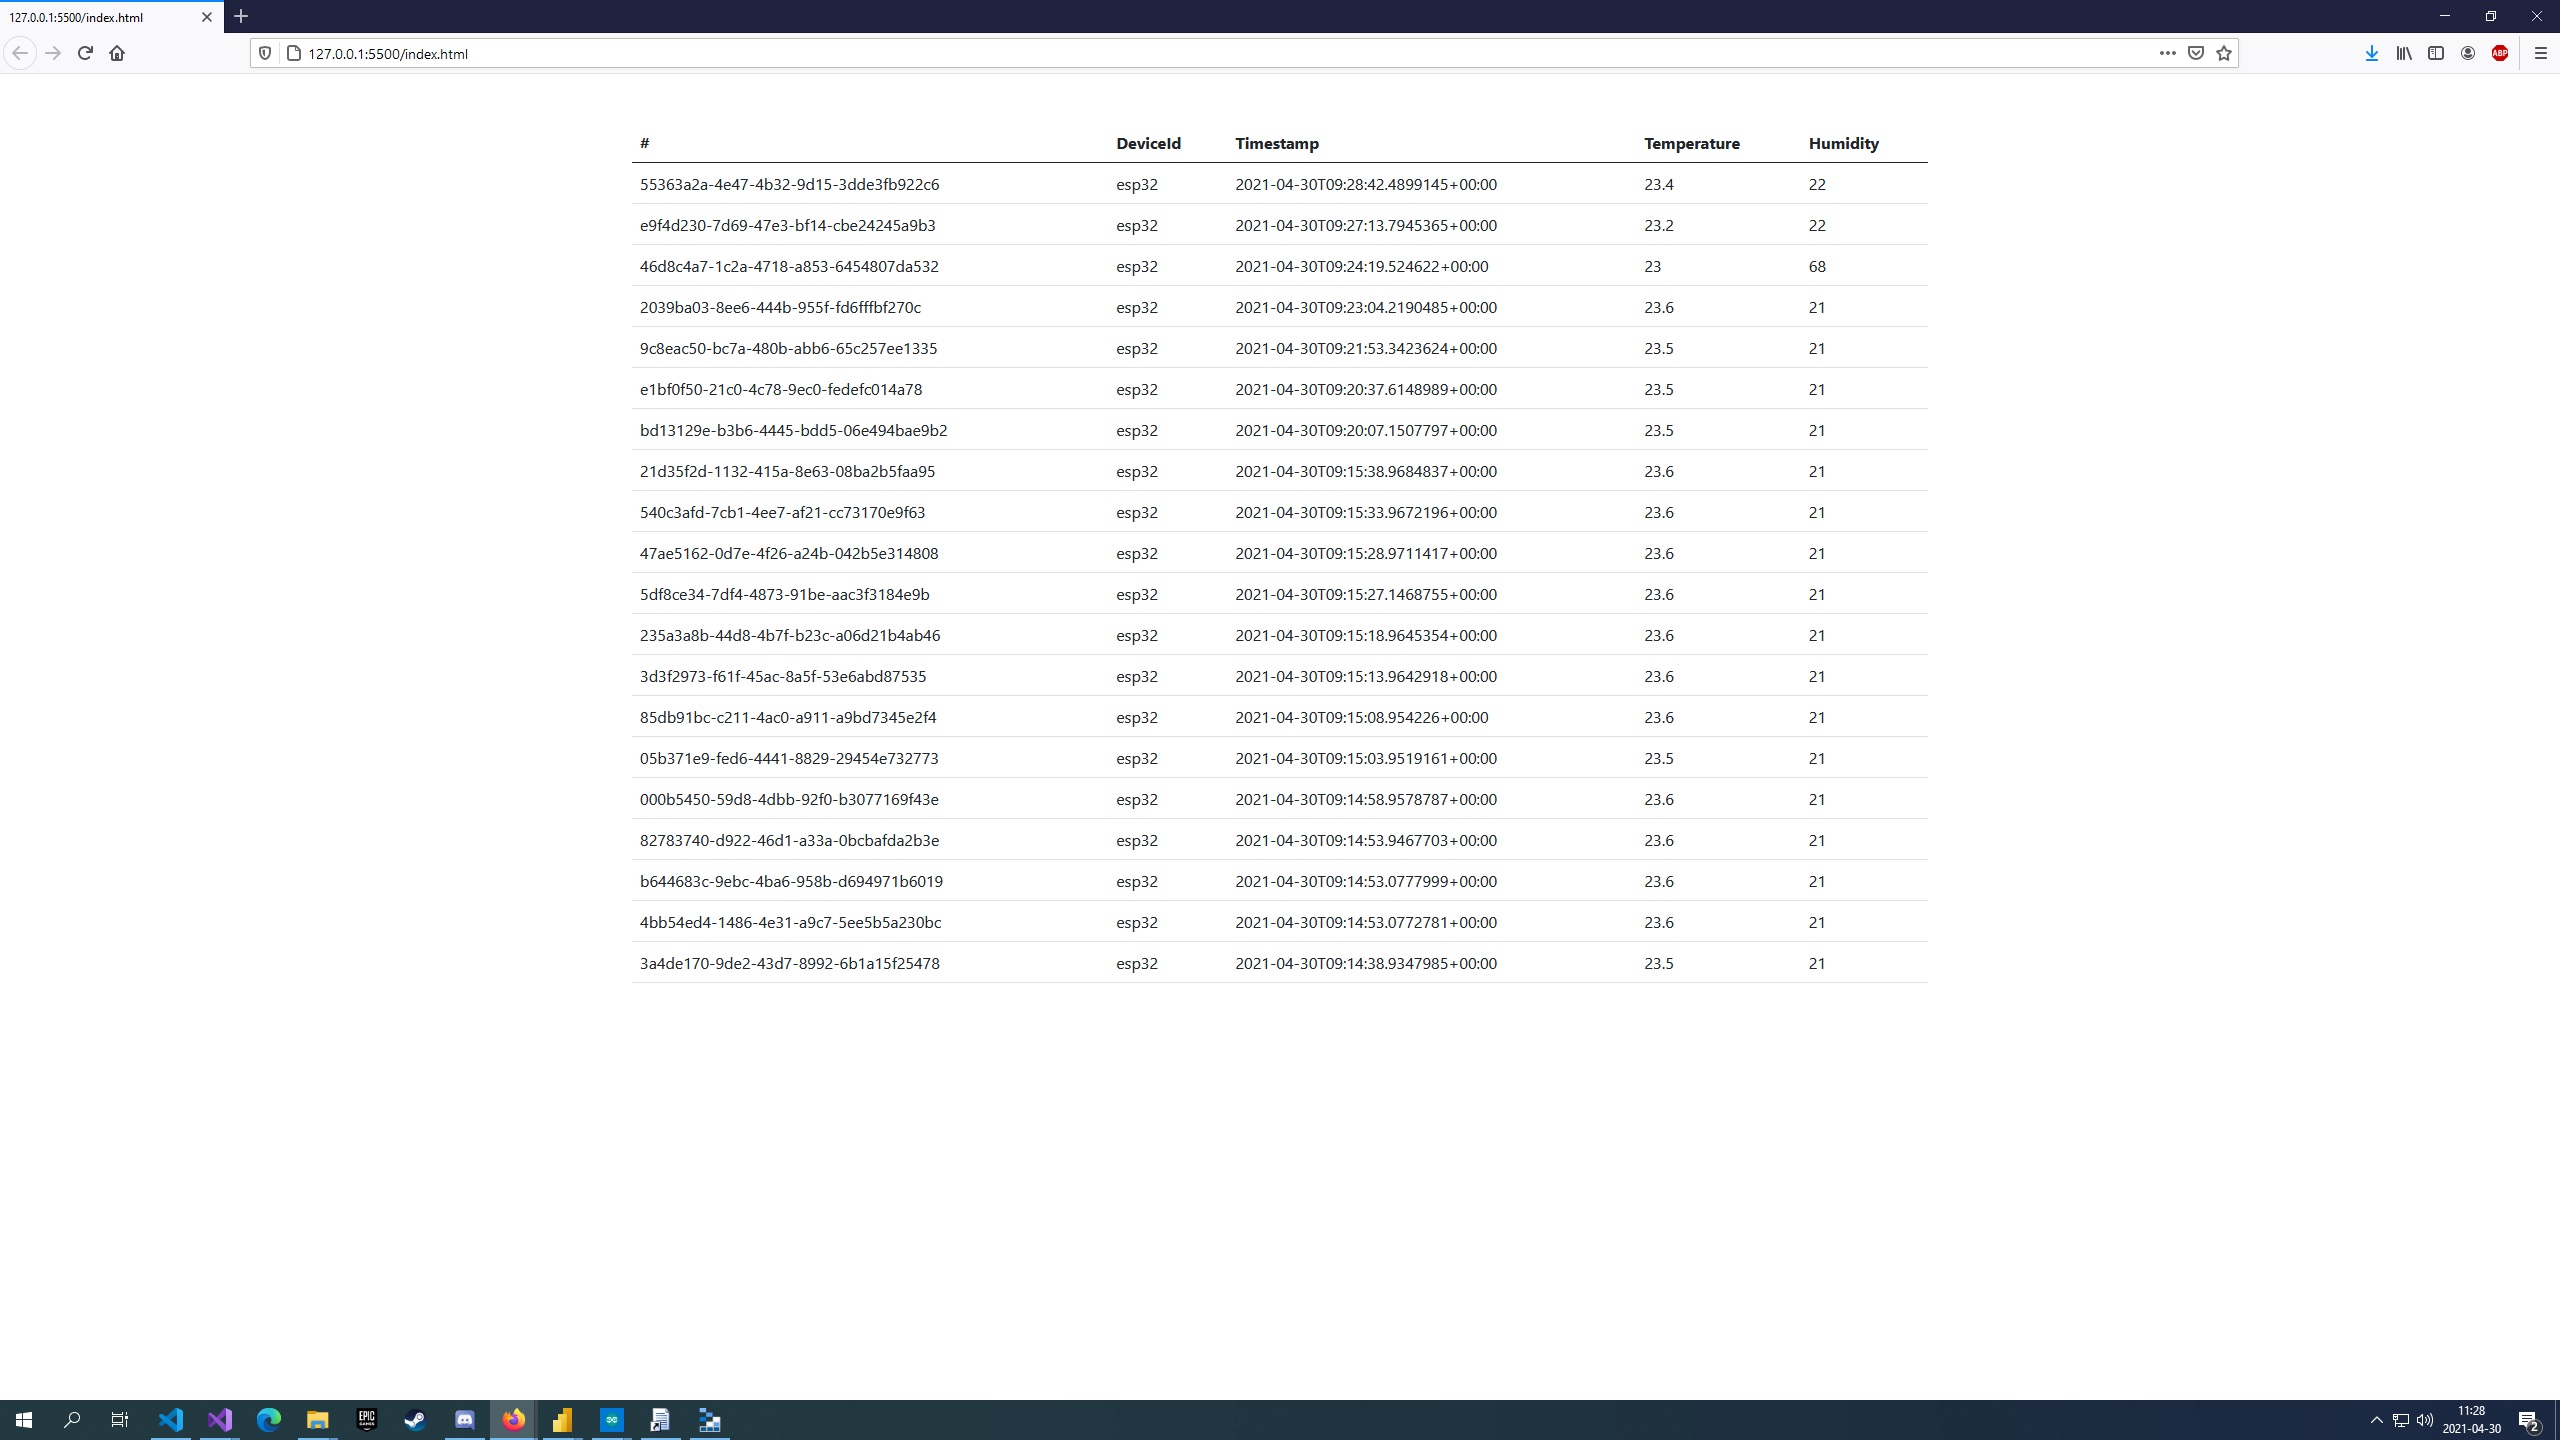 127.0.0.1:5500/index.html
127.0.0.1:5500/index.html
ABP
# DeviceId Timestamp Temperature Humidity
55363a2a-4e47-4b32-9d15-3dde3fb922c6 esp32 2021-04-30T09:28:42.4899145+00:00 23.4 22
e9f4d230-7d69-47e3-bf14-cbe24245a9b3 esp32 2021-04-30T09:27:13.7945365+00:00 23.2 22
46d8c4a7-1c2a-4718-a853-6454807da532 esp32 2021-04-30T09:24:19.524622+00:00 23 68
2039ba03-8ee6-444b-955f-fd6fffbf270c esp32 2021-04-30T09:23:04.2190485+00:00 23.6 21
9c8eac50-bc7a-480b-abb6-65c257ee1335 esp32 2021-04-30T09:21:53.3423624+00:00 23.5 21
e1bf0f50-21c0-4c78-9ec0-fedefc014a78 esp32 2021-04-30T09:20:37.6148989+00:00 23.5 21
bd13129e-b3b6-4445-bdd5-06e494bae9b2 esp32 2021-04-30T09:20:07.1507797+00:00 23.5 21
21d35f2d-1132-415a-8e63-08ba2b5faa95 esp32 2021-04-30T09:15:38.9684837+00:00 23.6 21
540c3afd-7cb1-4ee7-af21-cc73170e9f63 esp32 2021-04-30T09:15:33.9672196+00:00 23.6 21
47ae5162-0d7e-4f26-a24b-042b5e314808 esp32 2021-04-30T09:15:28.9711417+00:00 23.6 21
5df8ce34-7df4-4873-91be-aac3f3184e9b esp32 2021-04-30T09:15:27.1468755+00:00 23.6 21
235a3a8b-44d8-4b7f-b23c-a06d21b4ab46 esp32 2021-04-30T09:15:18.9645354+00:00 23.6 21
3d3f2973-f61f-45ac-8a5f-53e6abd87535 esp32 2021-04-30T09:15:13.9642918+00:00 23.6 21
85db91bc-c211-4ac0-a911-a9bd7345e2f4 esp32 2021-04-30T09:15:08.954226+00:00 23.6 21
05b371e9-fed6-4441-8829-29454e732773 esp32 2021-04-30T09:15:03.9519161+00:00 23.5 21
000b5450-59d8-4dbb-92f0-b3077169f43e esp32 2021-04-30T09:14:58.9578787+00:00 23.6 21
82783740-d922-46d1-a33a-0bcbafda2b3e esp32 2021-04-30T09:14:53.9467703+00:00 23.6 21
b644683c-9ebc-4ba6-958b-d694971b6019 esp32 2021-04-30T09:14:53.0777999+00:00 23.6 21
4bb54ed4-1486-4e31-a9c7-5ee5b5a230bc esp32 2021-04-30T09:14:53.0772781+00:00 23.6 21
3a4de170-9de2-43d7-8992-6b1a15f25478 esp32 2021-04-30T09:14:38.9347985+00:00 23.5 21
EPIC
GAMES
11:28
2021-04-30
2